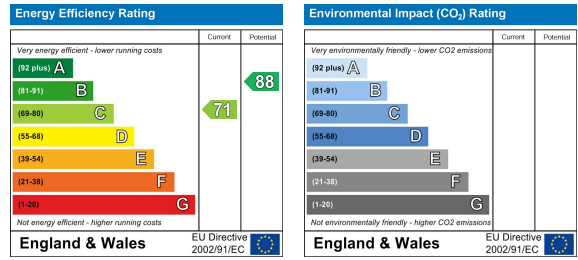 Energy Efficiency Rating
Current Potential
Very energy efficient - lower running costs
(92 plus) A
(81-91) B
(69-80) C
(55-68) D
(39-54) E
(21-38) F
(1-20) G
71
88
Not energy efficient - higher running costs
England & Wales
EU Directive
2002/91/EC
Environmental Impact (CO₂) Rating
Current Potential
Very environmentally friendly - lower CO2 emissions
(92 plus) A
(81-91) B
(69-80) C
(55-68) D
(39-54) E
(21-38) F
(1-20) G
Not environmentally friendly - higher CO2 emissions
England & Wales
EU Directive
2002/91/EC